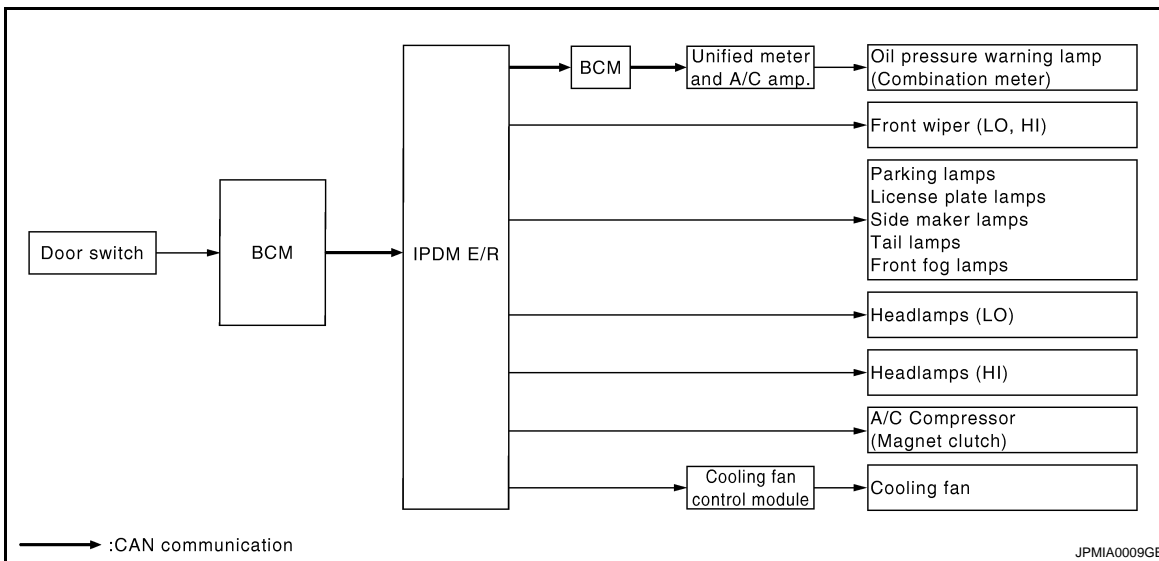 Door switch
BCM
IPDM E/R
BCM
Unified meter
and A/C amp.
Oil pressure warning lamp
(Combination meter)
Front wiper (LO, HI)
Parking lamps
License plate lamps
Side maker lamps
Tail lamps
Front fog lamps
Headlamps (LO)
Headlamps (HI)
A/C Compressor
(Magnet clutch)
Cooling fan
control module
Cooling fan
:CAN communication
JPMIA0009GB